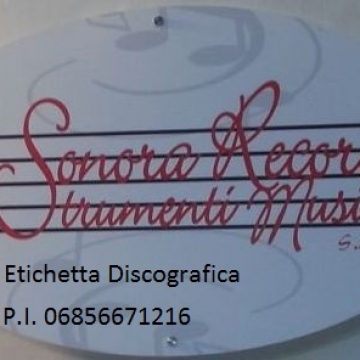 Sonora Recor
Strumenti Musi
S.
Etichetta Discografica
P.I. 06856671216